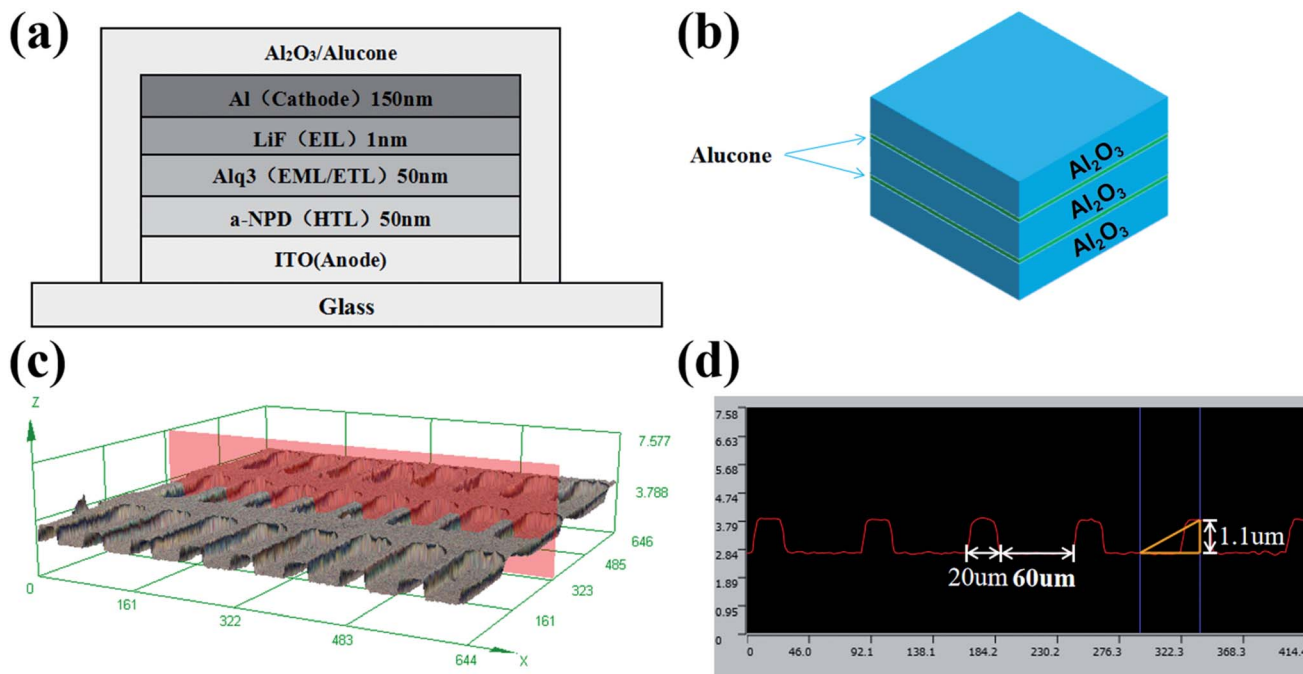 (a)
Al₂O₃/Alucone
Al（Cathode）150nm
LiF（EIL）1nm
Alq3（EML/ETL）50nm
a-NPD（HTL）50nm
ITO(Anode)
Glass
(b)
Alucone
Al₂O₃
Al₂O₃
Al₂O₃
(c)
Z
7.577
3.788
646
485
323
161
0
161
322
483
644
X
(d)
7.58
6.63
5.68
4.74
3.79
2.84
1.89
0.95
0
1.1um
20um 60um
0 46.0 92.1 138.1 184.2 230.2 276.3 322.3 368.3 414.4